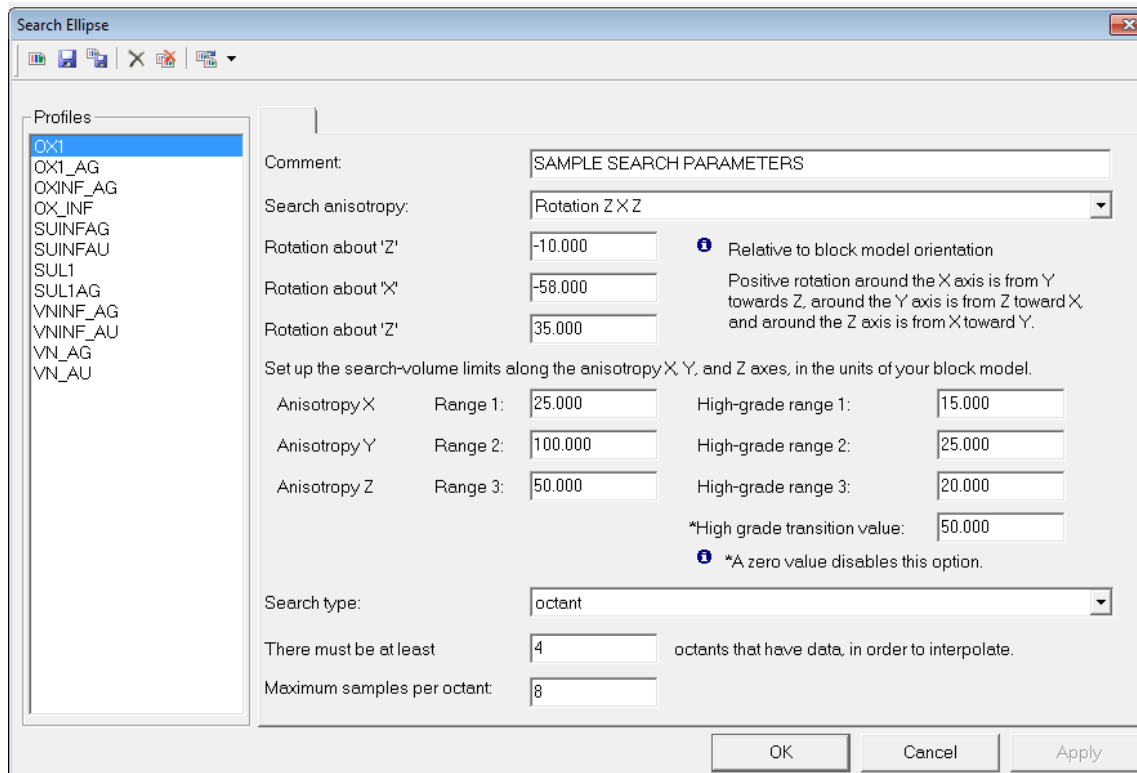 Search Ellipse
Profiles
OX1
OX1_AG
OXINF_AG
OX_INF
SUINFAG
SUINFAU
SUL1
SUL1AG
VNINF_AG
VNINF_AU
VN_AG
VN_AU
Comment: SAMPLE SEARCH PARAMETERS
Search anisotropy: Rotation Z X Z
Rotation about 'Z' -10.000
Relative to block model orientation
Rotation about 'X' -58.000
Positive rotation around the X axis is from Y
towards Z, around the Y axis is from Z toward X,
and around the Z axis is from X toward Y.
Rotation about 'Z' 35.000
Set up the search-volume limits along the anisotropy X, Y, and Z axes, in the units of your block model.
Anisotropy X Range 1: 25.000 High-grade range 1: 15.000
Anisotropy Y Range 2: 100.000 High-grade range 2: 25.000
Anisotropy Z Range 3: 50.000 High-grade range 3: 20.000
*High grade transition value: 50.000
*A zero value disables this option.
Search type: octant
There must be at least 4 octants that have data, in order to interpolate.
Maximum samples per octant: 8
OK Cancel Apply